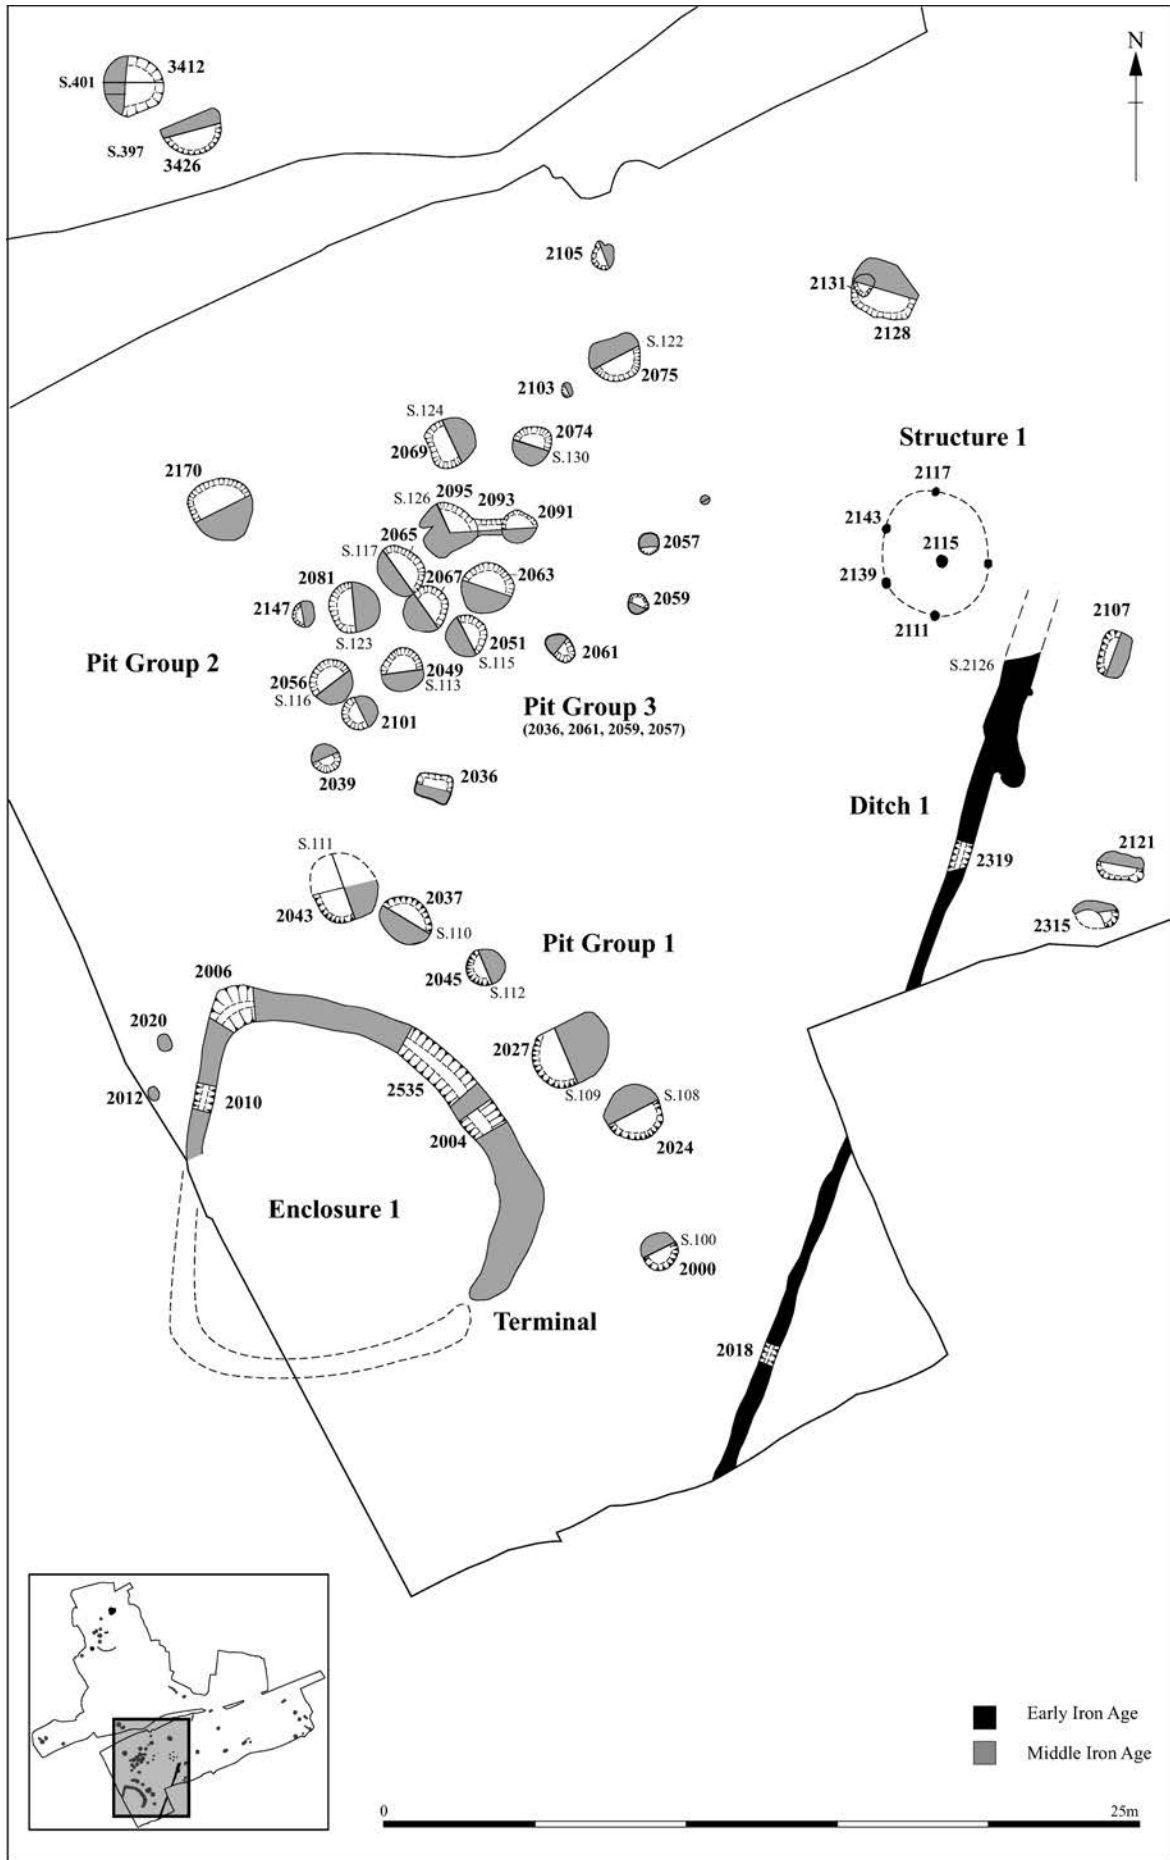 N
3412
S.401
S.397
3426
2105
2131
2128
S.122
2075
2103
S.124
2069
2074
S.130
Structure 1
2117
2170
2095
2093
S.126
2091
2143
2065
2057
2115
S.117
2081
2067
2063
2139
2147
2059
2111
2107
S.123
2051
S.115
2061
S.2126
Pit Group 2
2049
2056
S.113
S.116
2101
Pit Group 3
(2036, 2061, 2059, 2057)
2039
2036
Ditch 1
S.111
2121
2319
2037
2043
S.110
2315
Pit Group 1
2006
2045
S.112
2020
2027
2535
S.109
S.108
2012
2010
2004
2024
Enclosure 1
S.100
2000
Terminal
2018
Early Iron Age
Middle Iron Age
0
25m